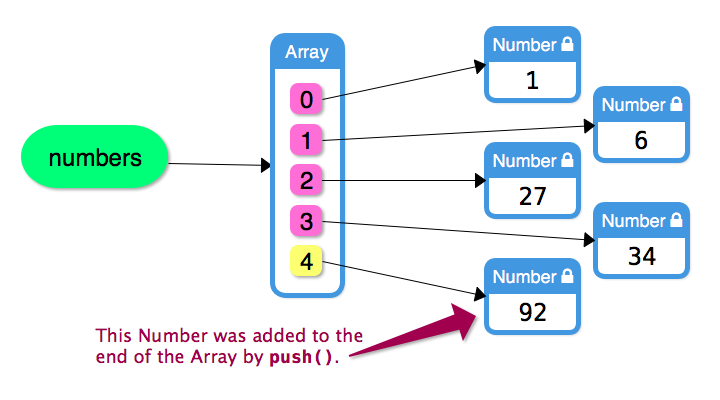 numbers
Array
0
1
2
3
4
Number
1
Number
6
Number
27
Number
34
Number
92
This Number was added to the
end of the Array by push().